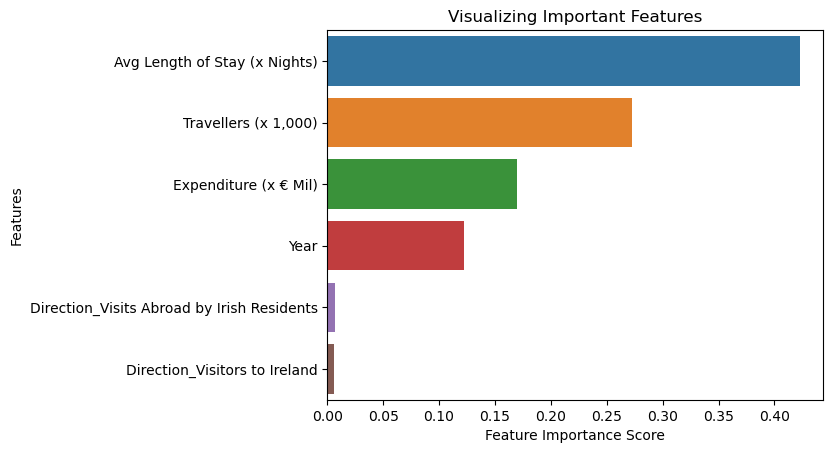 Visualizing Important Features
Features
Avg Length of Stay (x Nights)
Travellers (x 1,000)
Expenditure (x € Mil)
Year
Direction_Visits Abroad by Irish Residents
Direction_Visitors to Ireland
0.00 0.05 0.10 0.15 0.20 0.25 0.30 0.35 0.40
Feature Importance Score